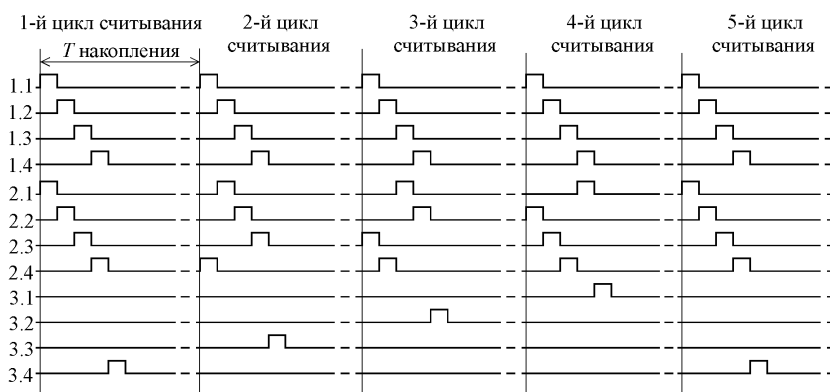 1-й цикл считывания
2-й цикл
считывания
3-й цикл
считывания
4-й цикл
считывания
5-й цикл
считывания
T накопления
1.1
1.2
1.3
1.4
2.1
2.2
2.3
2.4
3.1
3.2
3.3
3.4